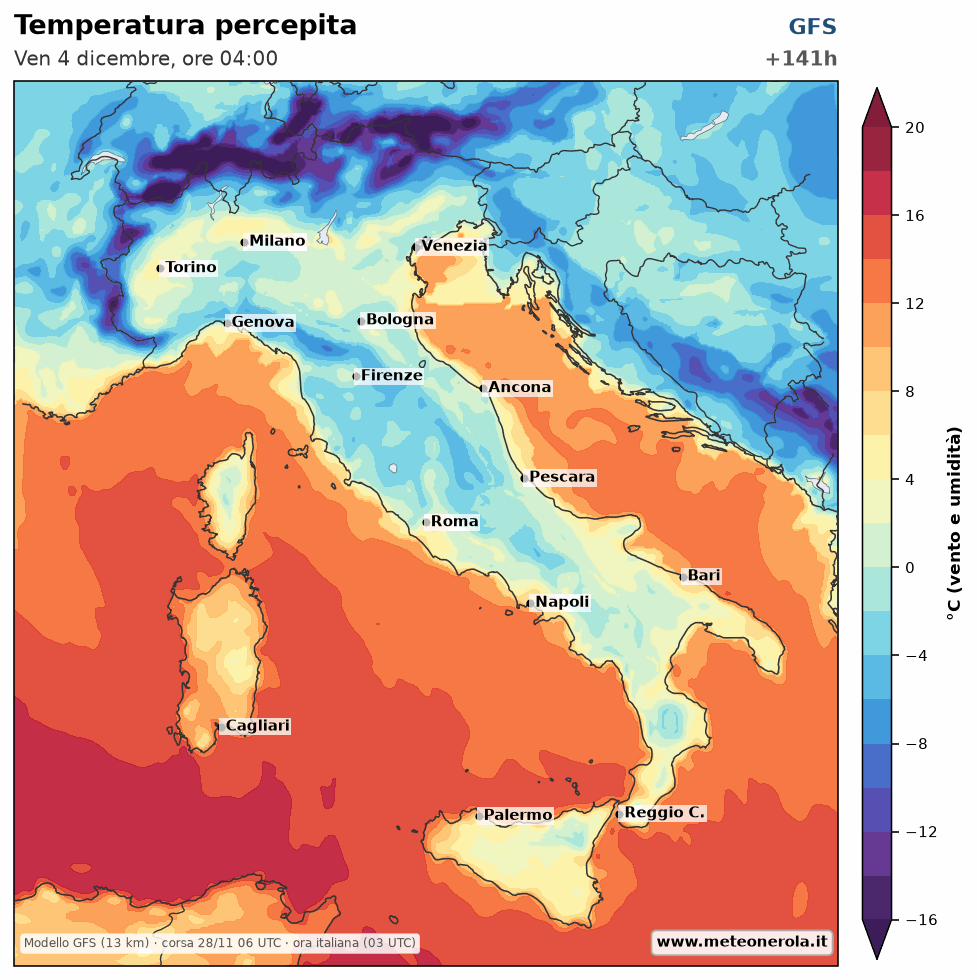 Temperatura percepita
GFS
Ven 4 dicembre, ore 04:00
+141h
Milano
Venezia
Torino
Genova
Bologna
Firenze
Ancona
Pescara
Roma
Bari
Napoli
Cagliari
Palermo
Reggio C.
20
16
12
8
4
0
−4
−8
−12
−16
°C (vento e umidità)
Modello GFS (13 km) · corsa 28/11 06 UTC · ora italiana (03 UTC)
www.meteonerola.it